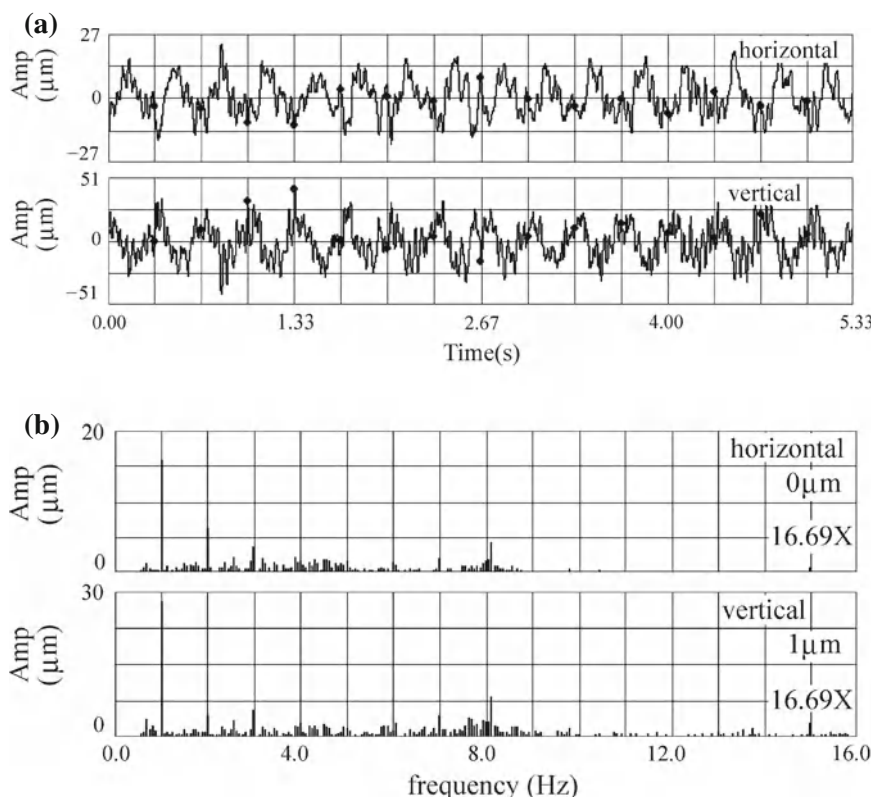 (a)
27
horizontal
Amp
(μm)
0
−27
51
vertical
Amp
(μm)
0
−51
0.00 1.33 2.67 4.00 5.33
Time(s)
(b)
20
horizontal
Amp
(μm)
0μm
16.69X
0
30
vertical
Amp
(μm)
1μm
16.69X
0
0.0 4.0 8.0 12.0 16.0
frequency (Hz)